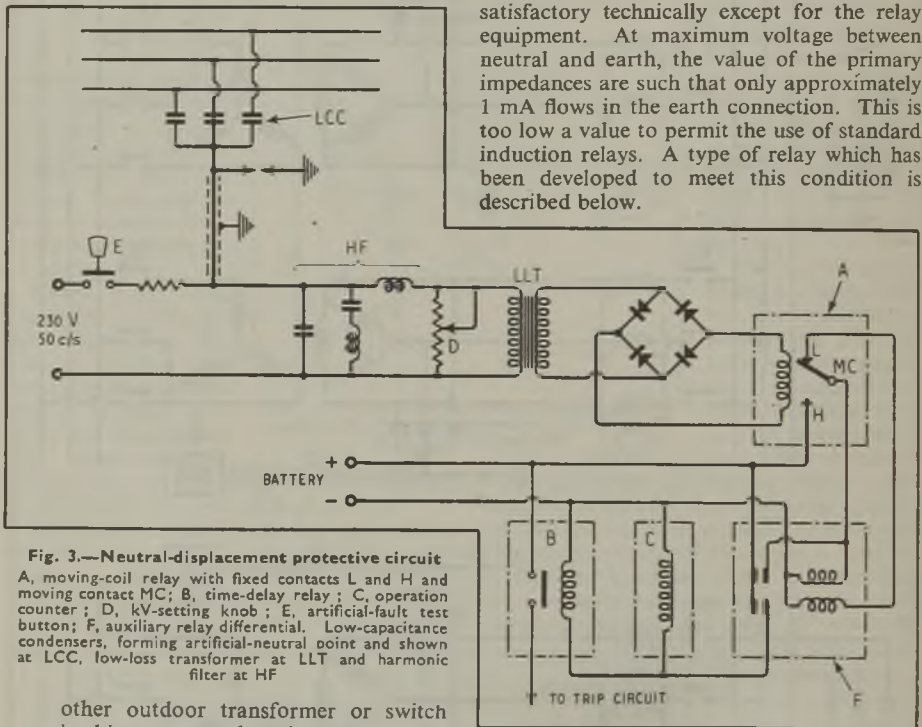 satisfactory technically except for the relay
equipment. At maximum voltage between
neutral and earth, the value of the primary
impedances are such that only approximately
1 mA flows in the earth connection. This is
too low a value to permit the use of standard
induction relays. A type of relay which has
been developed to meet this condition is
described below.
LCC
E
HF
LLT
A
230 V
50 c/s
D
L
MC
H
+
BATTERY
-
B
C
TO TRIP CIRCUIT
F
Fig. 3.—Neutral-displacement protective circuit
A, moving-coil relay with fixed contacts L and H and
moving contact MC; B, time-delay relay; C, operation
counter; D, kV-setting knob; E, artificial-fault test
button; F, auxiliary relay differential. Low-capacitance
condensers, forming artificial-neutral point and shown
at LCC, low-loss transformer at LLT and harmonic
filter at HF
other outdoor transformer or switch